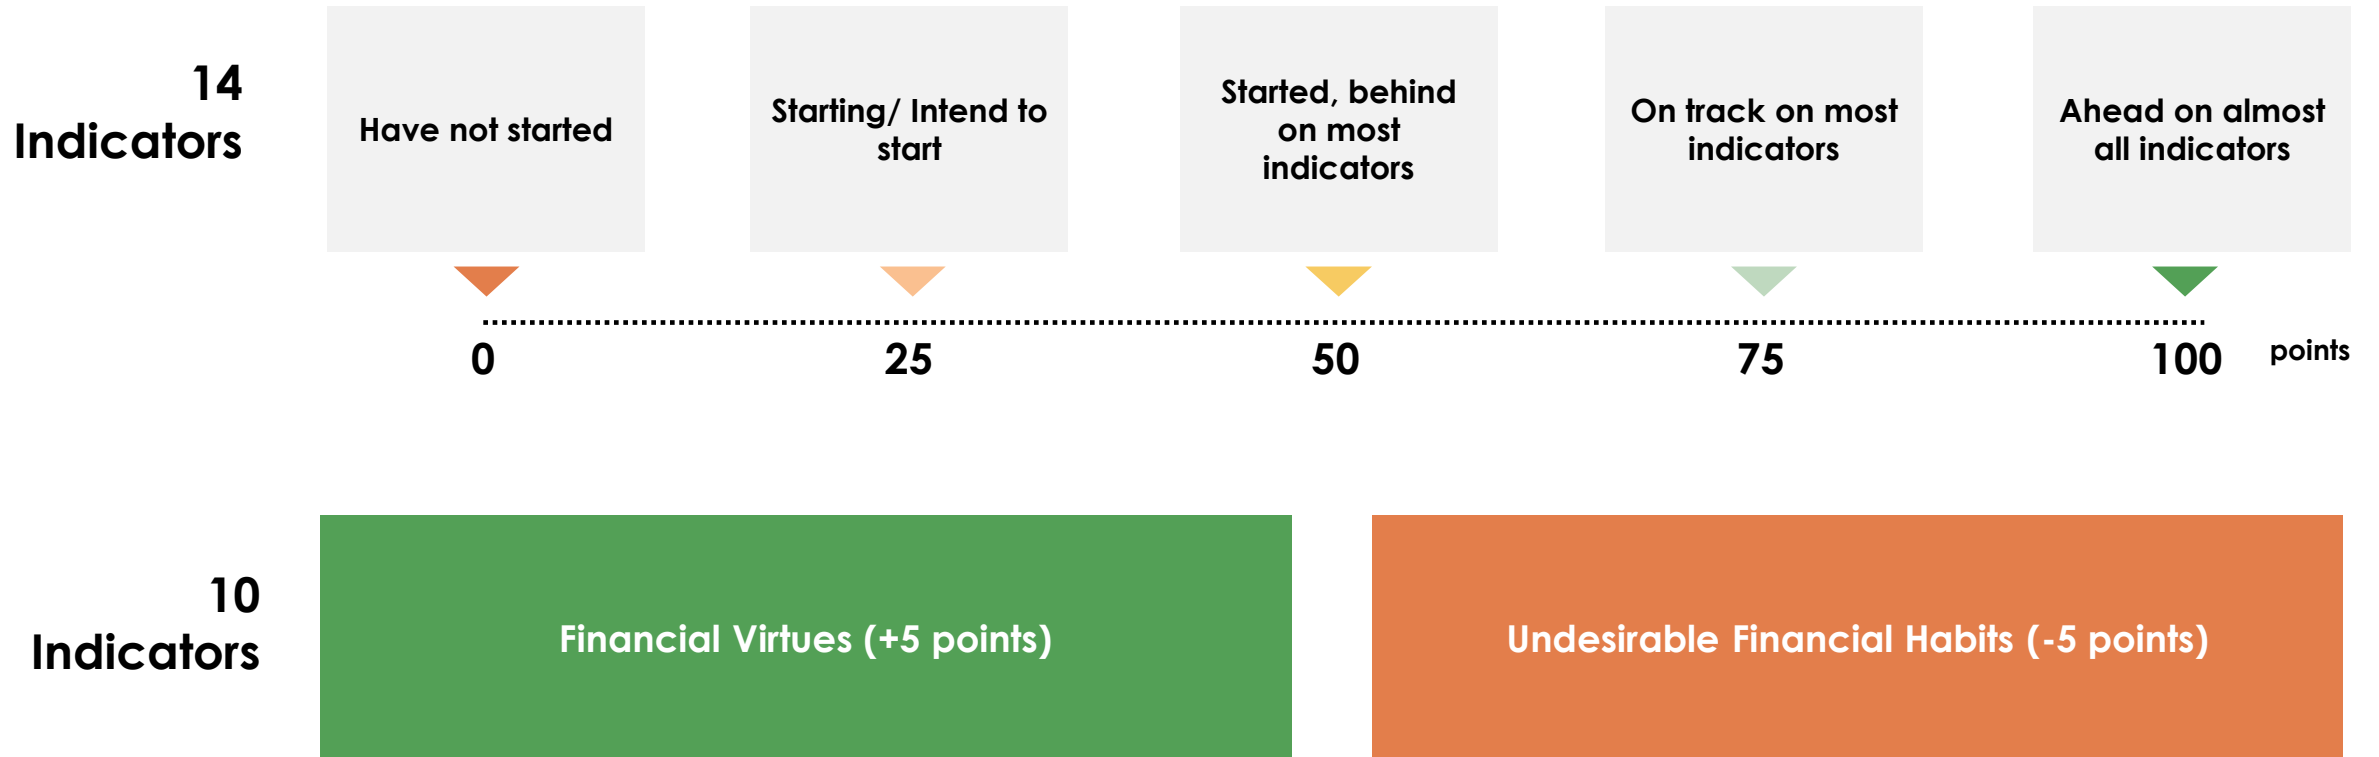 14
Indicators
Have not started
Starting/ Intend to
start
Started, behind
on most
indicators
On track on most
indicators
Ahead on almost
all indicators
0
25
50
75
100
points
10
Indicators
Financial Virtues (+5 points)
Undesirable Financial Habits (-5 points)